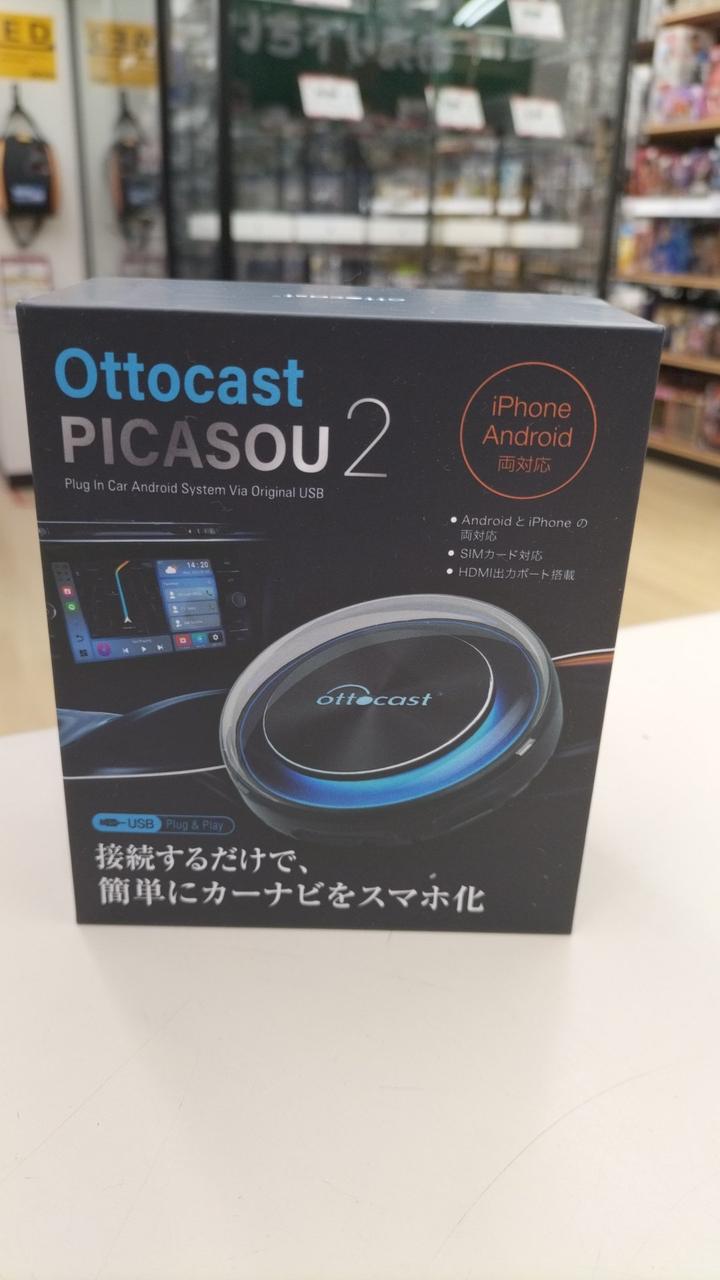 Ottocast
PICASOU 2
Plug In Car Android System Via Original USB
iPhone
Android
両対応
• Android と iPhone の
両対応
• SIMカード対応
• HDMI出力ポート搭載
14:20
ottocast
USB Plug & Play
接続するだけで、
簡単にカーナビをスマホ化